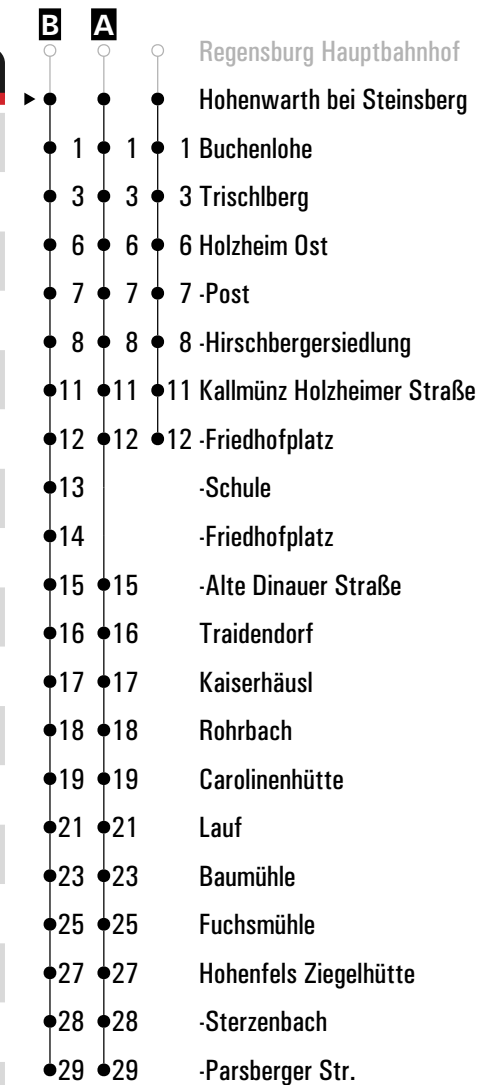 B A
Regensburg Hauptbahnhof
Hohenwarth bei Steinsberg
1 1 1 Buchenlohe
3 3 3 Trischlberg
6 6 6 Holzheim Ost
7 7 7 -Post
8 8 8 -Hirschbergersiedlung
11 11 11 Kallmünz Holzheimer Straße
12 12 12 -Friedhofplatz
13 -Schule
14 -Friedhofplatz
15 15 -Alte Dinauer Straße
16 16 Traidendorf
17 17 Kaiserhäusl
18 18 Rohrbach
19 19 Carolinenhütte
21 21 Lauf
23 23 Baumühle
25 25 Fuchsmühle
27 27 Hohenfels Ziegelhütte
28 28 -Sterzenbach
29 29 -Parsberger Str.